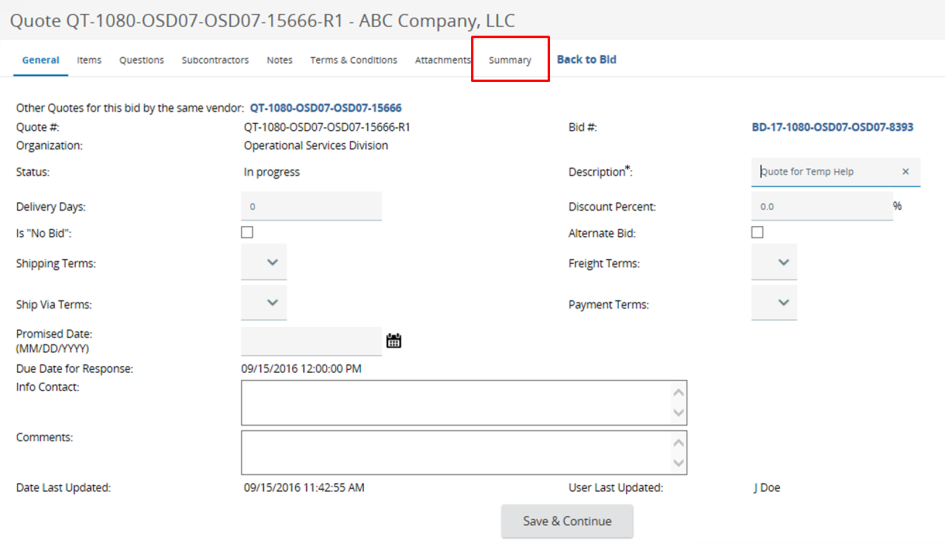 Quote QT-1080-OSD07-OSD07-15666-R1 - ABC Company, LLC
General Items Questions Subcontractors Notes Terms & Conditions Attachments Summary Back to Bid
Other Quotes for this bid by the same vendor: QT-1080-OSD07-OSD07-15666
Quote #: QT-1080-OSD07-OSD07-15666-R1 Bid #: BD-17-1080-OSD07-OSD07-8393
Organization: Operational Services Division
Status: In progress Description*: Quote for Temp Help ×
Delivery Days: 0 Discount Percent: 0.0 %
Is "No Bid": Alternate Bid:
Shipping Terms: Freight Terms:
Ship Via Terms: Payment Terms:
Promised Date:
(MM/DD/YYYY)
Due Date for Response: 09/15/2016 12:00:00 PM
Info Contact:
Comments:
Date Last Updated: 09/15/2016 11:42:55 AM User Last Updated: J Doe
Save & Continue